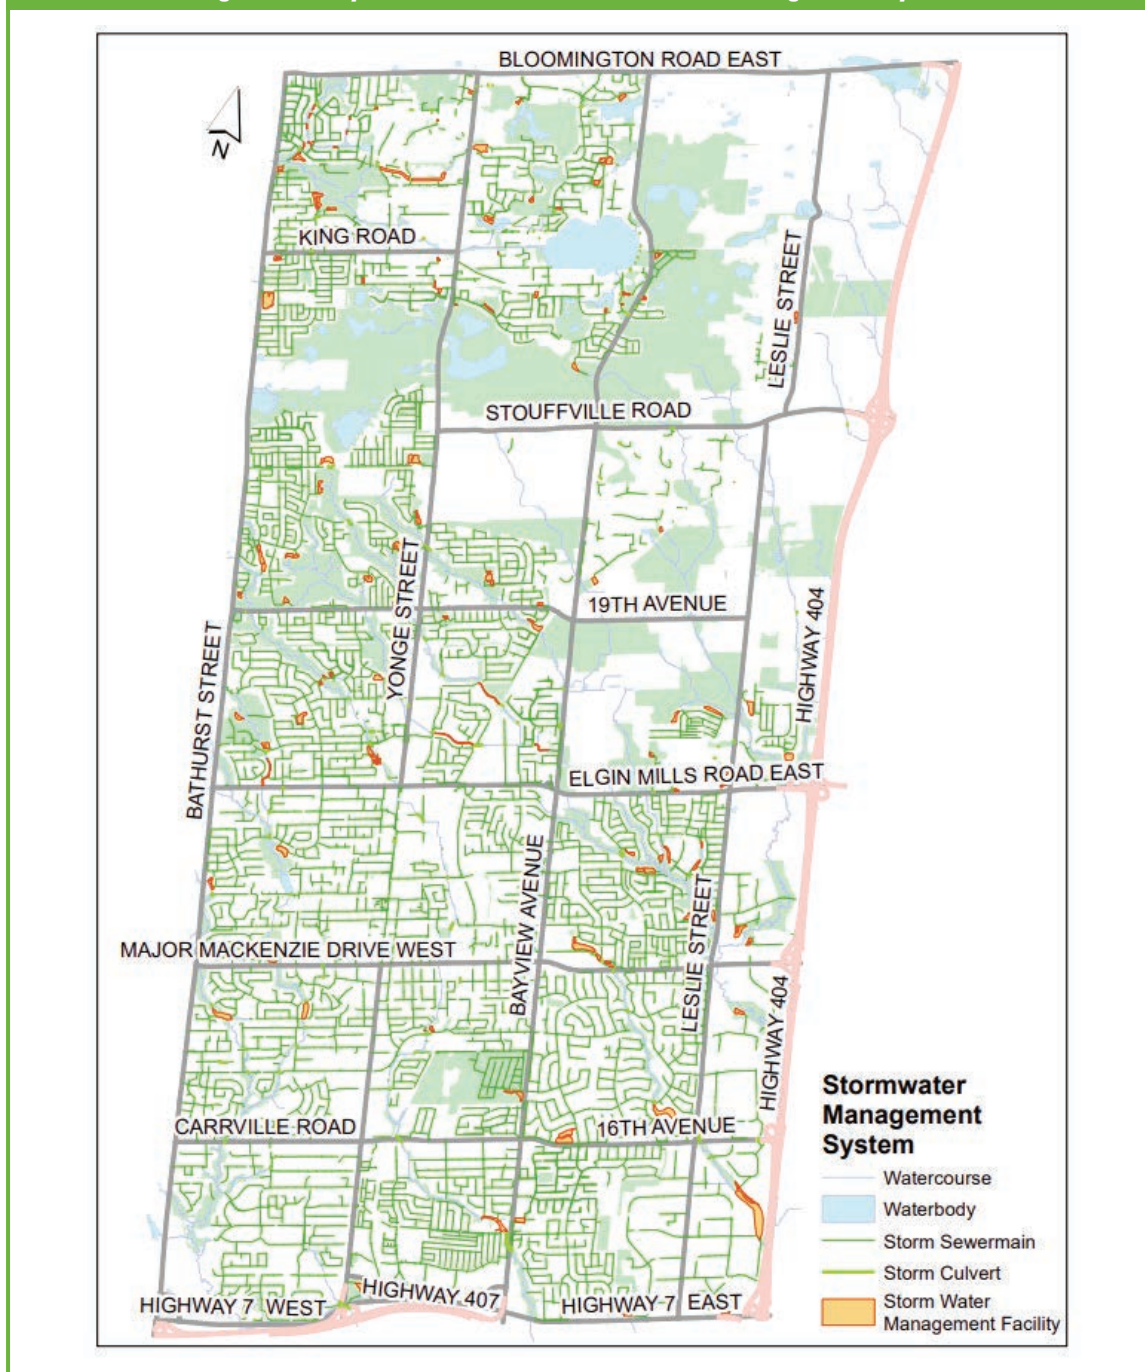 BLOOMINGTON ROAD EAST
N
KING ROAD
LESLIE STREET
STOUFFVILLE ROAD
YONGE STREET
19TH AVENUE
HIGHWAY 404
BATHURST STREET
ELGIN MILLS ROAD EAST
BAYVIEW AVENUE
LESLIE STREET
MAJOR MACKENZIE DRIVE WEST
HIGHWAY 404
CARRVILLE ROAD
16TH AVENUE
HIGHWAY 407
HIGHWAY 7 WEST
HIGHWAY 7 EAST
Stormwater
Management
System
Watercourse
Waterbody
Storm Sewermain
Storm Culvert
Storm Water
Management Facility